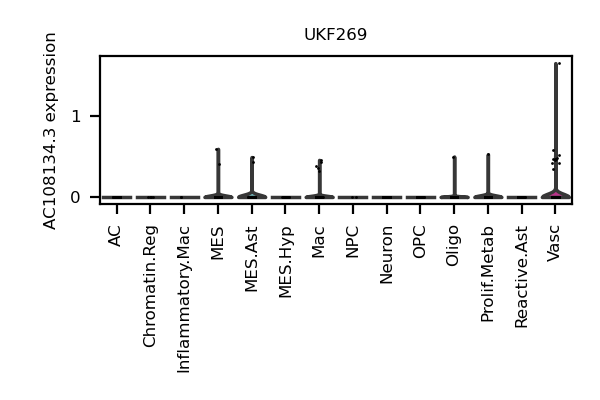 UKF269
AC108134.3 expression
1
0
AC
Chromatin.Reg
Inflammatory.Mac
MES
MES.Ast
MES.Hyp
Mac
NPC
Neuron
OPC
Oligo
Prolif.Metab
Reactive.Ast
Vasc